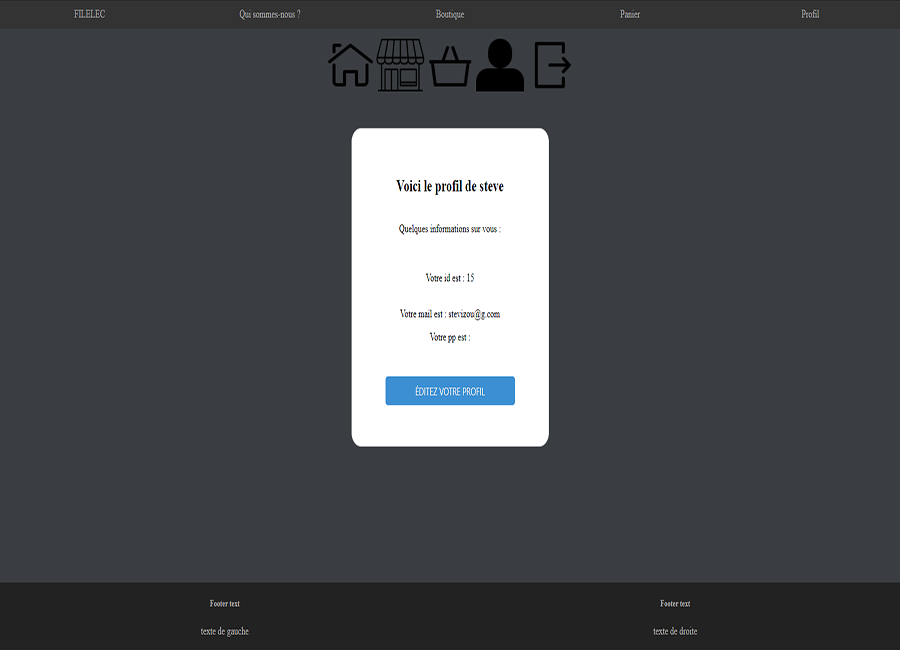 FILELEC Qui sommes-nous ? Boutique Panier Profil
Voici le profil de steve
Quelques informations sur vous :
Votre id est : 15
Votre mail est : stevizou@g.com
Votre pp est :
ÉDITEZ VOTRE PROFIL
Footer text Footer text
texte de gauche texte de droite